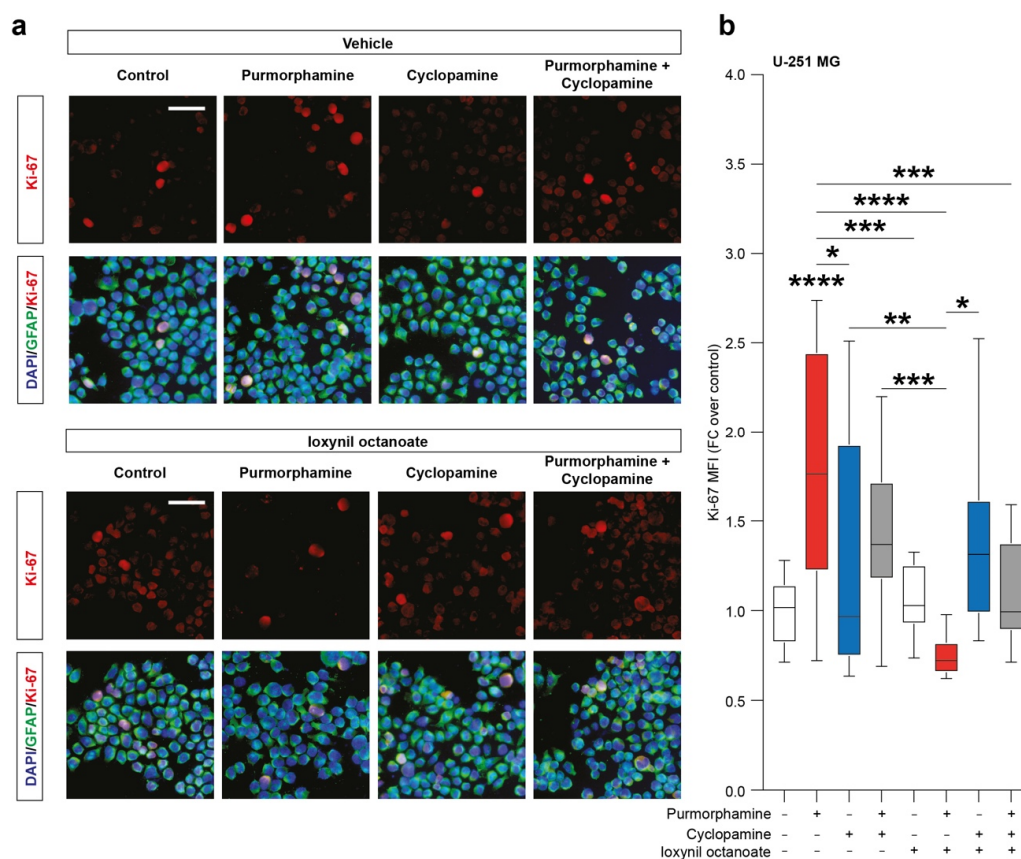 a
Vehicle
Control
Purmorphamine
Cyclopamine
Purmorphamine +
Cyclopamine
Ki-67
DAPI/GFAP/Ki-67
Ioxynil octanoate
Control
Purmorphamine
Cyclopamine
Purmorphamine +
Cyclopamine
Ki-67
DAPI/GFAP/Ki-67
b
U-251 MG
Ki-67 MFI (FC over control)
4.0
3.5
3.0
2.5
2.0
1.5
1.0
0.5
0.0
***
****
***
*
****
**
*
***
Purmorphamine - + - + - + - +
Cyclopamine - - + + - - + +
Ioxynil octanoate - - - - + + + +